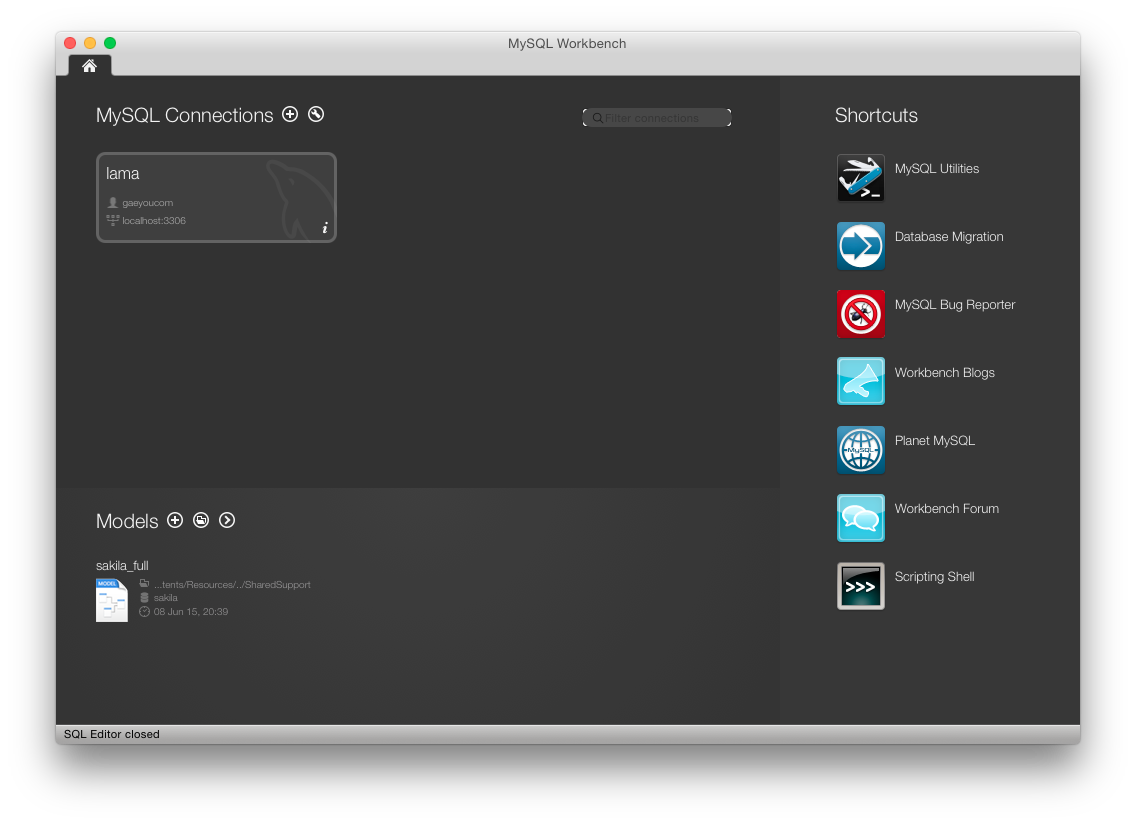 MySQL Workbench
MySQL Connections
Filter connections
lama
gaeyoucom
localhost:3306
i
Shortcuts
MySQL Utilities
Database Migration
MySQL Bug Reporter
Workbench Blogs
MySQL
Planet MySQL
Workbench Forum
>>>
Scripting Shell
Models
sakila_full
MODEL
...tents/Resources/../SharedSupport
sakila
08 Jun 15, 20:39
SQL Editor closed